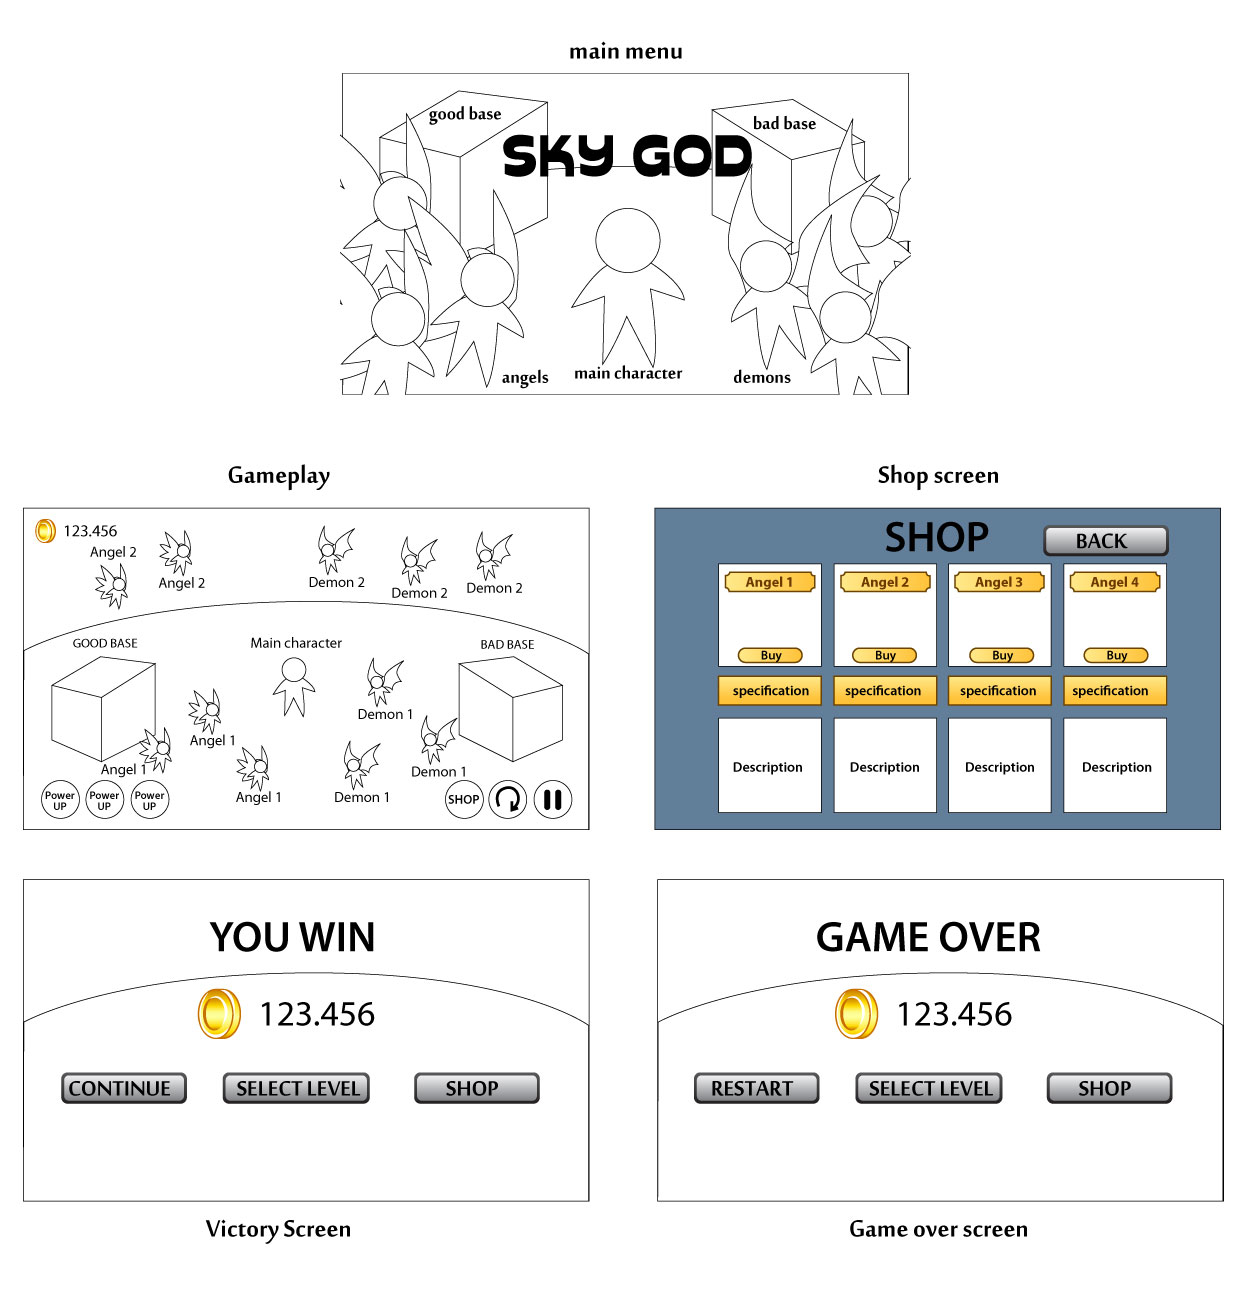 main menu
good base
bad base
SKY GOD
angels
main character
demons
Gameplay
123.456
Angel 2
Angel 2
Demon 2
Demon 2
Demon 2
GOOD BASE
Main character
BAD BASE
Demon 1
Angel 1
Angel 1
Demon 1
Angel 1
Demon 1
Power UP
Power UP
Power UP
SHOP
Shop screen
SHOP
BACK
Angel 1
Angel 2
Angel 3
Angel 4
Buy
Buy
Buy
Buy
specification
specification
specification
specification
Description
Description
Description
Description
YOU WIN
123.456
CONTINUE
SELECT LEVEL
SHOP
Victory Screen
GAME OVER
123.456
RESTART
SELECT LEVEL
SHOP
Game over screen